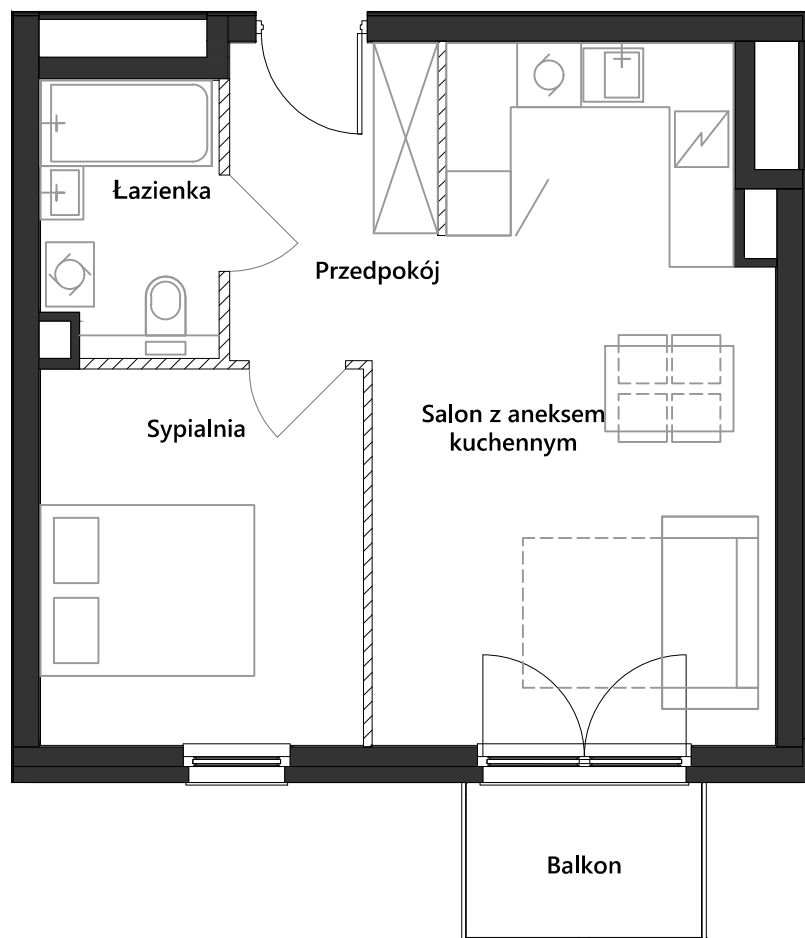 Łazienka
Przedpokój
Sypialnia
Salon z aneksem
kuchennym
Balkon